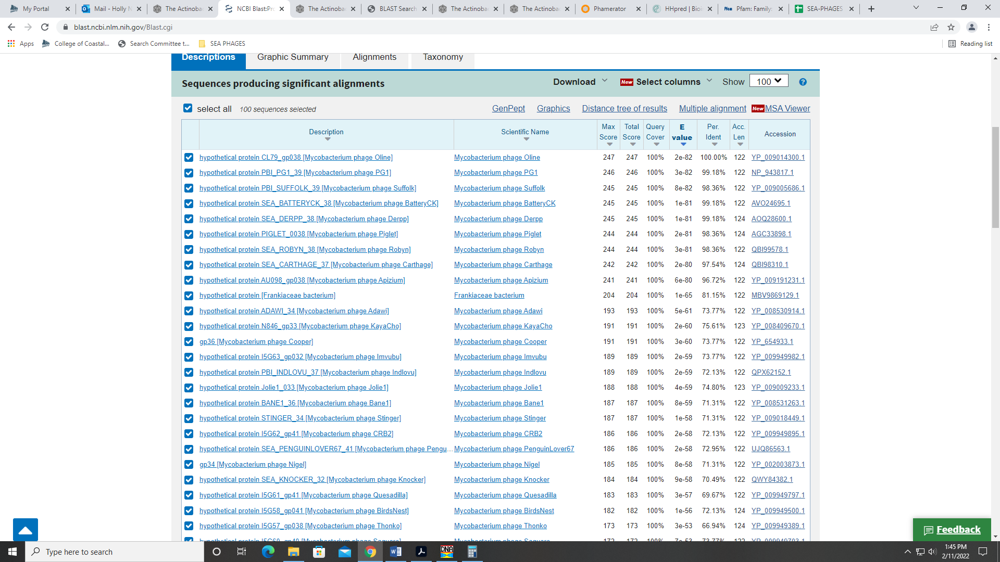 My Portal
Mail - Holly N
The Actinoba
NCBI Blast:Pro
The Actinoba
BLAST Search
The Actinoba
The Actinoba
Phamerator
HHpred | Bioi
Pfam: Family:
SEA-PHAGES
blast.ncbi.nlm.nih.gov/Blast.cgi
Apps
College of Coastal...
Search Committee t...
SEA PHAGES
Reading list
Descriptions
Graphic Summary
Alignments
Taxonomy
Sequences producing significant alignments
Download
New Select columns
Show 100
?
select all 100 sequences selected
GenPept Graphics Distance tree of results Multiple alignment New MSA Viewer
Description Scientific Name Max Score Total Score Query Cover E value Per. Ident Acc. Len Accession
hypothetical protein CL79_gp038 [Mycobacterium phage Oline] Mycobacterium phage Oline 247 247 100% 2e-82 100.00% 122 YP_009014300.1
hypothetical protein PBI_PG1_39 [Mycobacterium phage PG1] Mycobacterium phage PG1 246 246 100% 3e-82 99.18% 122 NP_943817.1
hypothetical protein PBI_SUFFOLK_39 [Mycobacterium phage Suffolk] Mycobacterium phage Suffolk 245 245 100% 8e-82 98.36% 122 YP_009005686.1
hypothetical protein SEA_BATTERYCK_38 [Mycobacterium phage BatteryCK] Mycobacterium phage BatteryCK 245 245 100% 1e-81 99.18% 122 AVO24695.1
hypothetical protein SEA_DERPP_38 [Mycobacterium phage Derpp] Mycobacterium phage Derpp 245 245 100% 1e-81 99.18% 124 AOQ28600.1
hypothetical protein PIGLET_0038 [Mycobacterium phage Piglet] Mycobacterium phage Piglet 244 244 100% 2e-81 98.36% 124 AGC33898.1
hypothetical protein SEA_ROBYN_38 [Mycobacterium phage Robyn] Mycobacterium phage Robyn 244 244 100% 3e-81 98.36% 122 QBI99578.1
hypothetical protein SEA_CARTHAGE_37 [Mycobacterium phage Carthage] Mycobacterium phage Carthage 242 242 100% 2e-80 97.54% 124 QBI98310.1
hypothetical protein AU098_gp038 [Mycobacterium phage Apizium] Mycobacterium phage Apizium 241 241 100% 6e-80 96.72% 122 YP_009191231.1
hypothetical protein [Frankiaceae bacterium] Frankiaceae bacterium 204 204 100% 1e-65 81.15% 122 MBV9869129.1
hypothetical protein ADAWI_34 [Mycobacterium phage Adawi] Mycobacterium phage Adawi 193 193 100% 5e-61 73.77% 122 YP_008530914.1
hypothetical protein N846_gp33 [Mycobacterium phage KayaCho] Mycobacterium phage KayaCho 191 191 100% 2e-60 75.61% 123 YP_008409670.1
gp36 [Mycobacterium phage Cooper] Mycobacterium phage Cooper 191 191 100% 3e-60 73.77% 122 YP_654933.1
hypothetical protein I5G63_gp032 [Mycobacterium phage Imvubu] Mycobacterium phage Imvubu 189 189 100% 2e-59 73.77% 122 YP_009949982.1
hypothetical protein PBI_INDLOVU_37 [Mycobacterium phage Indlovu] Mycobacterium phage Indlovu 189 189 100% 2e-59 72.13% 122 QPX62152.1
hypothetical protein Jolie1_033 [Mycobacterium phage Jolie1] Mycobacterium phage Jolie1 188 188 100% 4e-59 74.80% 123 YP_009009233.1
hypothetical protein BANE1_36 [Mycobacterium phage Bane1] Mycobacterium phage Bane1 187 187 100% 8e-59 71.31% 122 YP_008531263.1
hypothetical protein STINGER_34 [Mycobacterium phage Stinger] Mycobacterium phage Stinger 187 187 100% 1e-58 71.31% 122 YP_009018449.1
hypothetical protein I5G62_gp41 [Mycobacterium phage CRB2] Mycobacterium phage CRB2 186 186 100% 2e-58 72.13% 122 YP_009949895.1
hypothetical protein SEA_PENGUINLOVER67_41 [Mycobacterium phage Pengu... Mycobacterium phage PenguinLover67 186 186 100% 2e-58 72.95% 122 UJQ86563.1
gp34 [Mycobacterium phage Nigel] Mycobacterium phage Nigel 185 185 100% 8e-58 71.31% 122 YP_002003873.1
hypothetical protein SEA_KNOCKER_32 [Mycobacterium phage Knocker] Mycobacterium phage Knocker 184 184 100% 9e-58 70.49% 122 QWY84382.1
hypothetical protein I5G61_gp41 [Mycobacterium phage Quesadilla] Mycobacterium phage Quesadilla 183 183 100% 3e-57 69.67% 122 YP_009949797.1
hypothetical protein I5G58_gp041 [Mycobacterium phage BirdsNest] Mycobacterium phage BirdsNest 182 182 100% 1e-56 72.13% 124 YP_009949500.1
hypothetical protein I5G57_gp038 [Mycobacterium phage Thonko] Mycobacterium phage Thonko 173 173 100% 3e-53 66.94% 124 YP_009949389.1
hypothetical protein I5G60_gp40 [Mycobacterium phage Saguaro] Mycobacterium phage Saguaro 172 172 100% 7e-53 73.77% 122 YP_009949703.1
Feedback
Type here to search
DNA
1:45 PM
2/11/2022